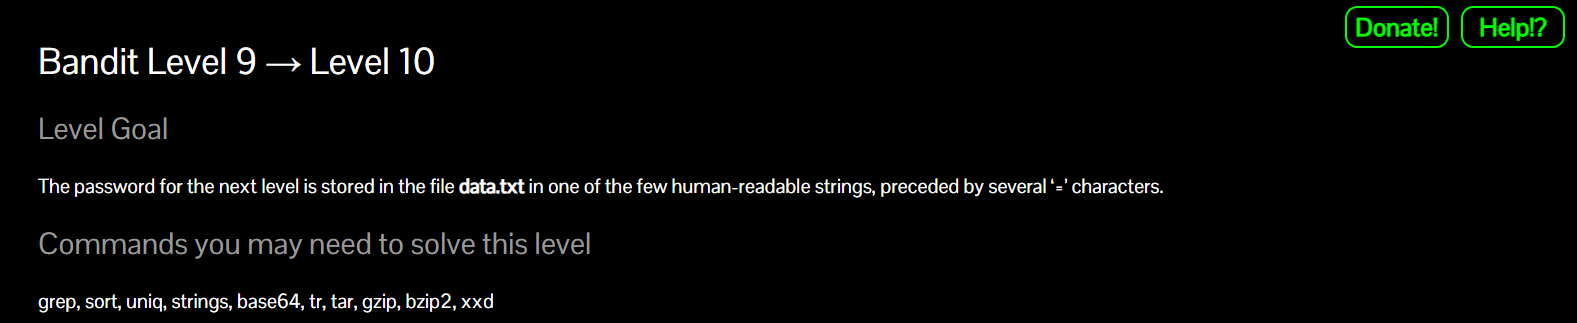 Donate! Help!?
Bandit Level 9 → Level 10
Level Goal
The password for the next level is stored in the file data.txt in one of the few human-readable strings, preceded by several ‘=’ characters.
Commands you may need to solve this level
grep, sort, uniq, strings, base64, tr, tar, gzip, bzip2, xxd